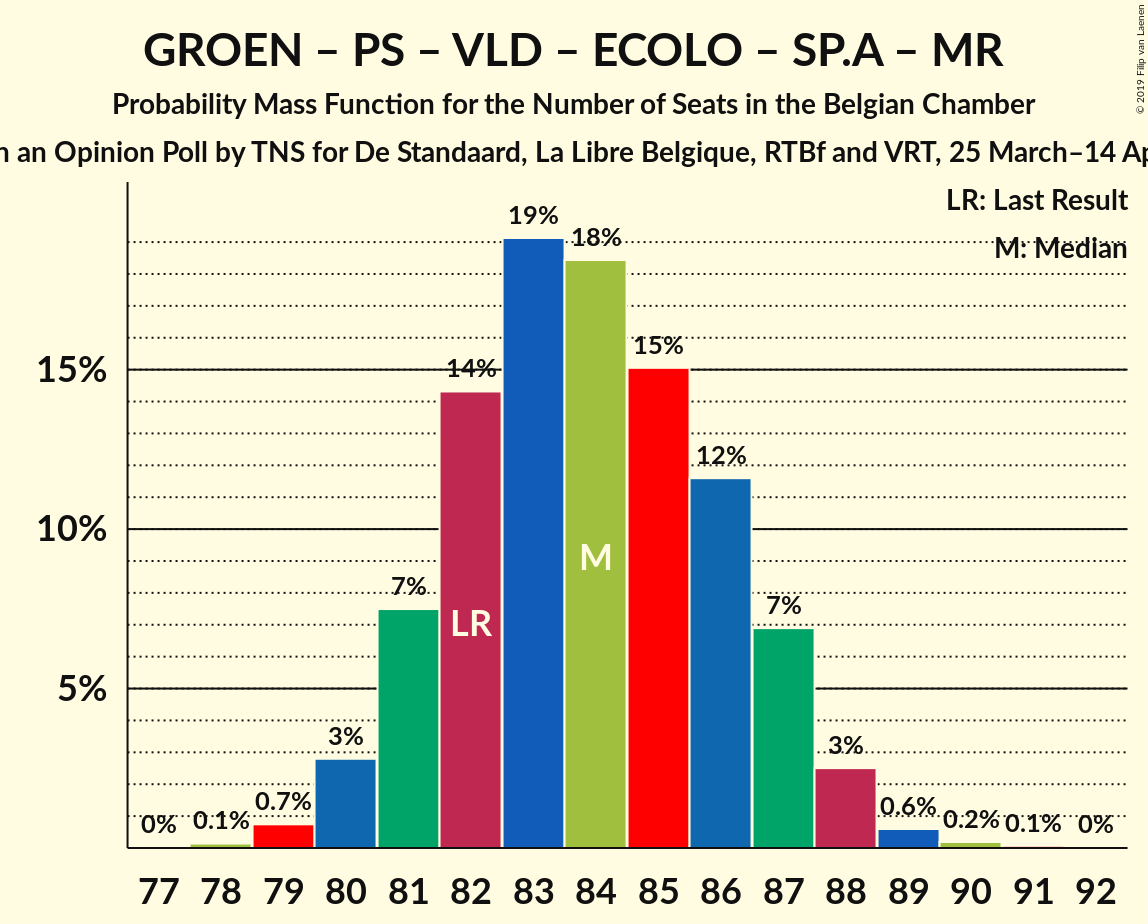 GROEN – PS – VLD – ECOLO – SP.A – MR
Probability Mass Function for the Number of Seats in the Belgian Chamber
an Opinion Poll by TNS for De Standaard, La Libre Belgique, RTBf and VRT, 25 March–14
© 2019 Filip van Laenen
LR: Last Result
M: Median
15%
10%
5%
0%
0.1%
0.7%
3%
7%
14%
19%
18%
15%
12%
7%
3%
0.6%
0.2%
0.1%
0%
LR
M
77 78 79 80 81 82 83 84 85 86 87 88 89 90 91 92